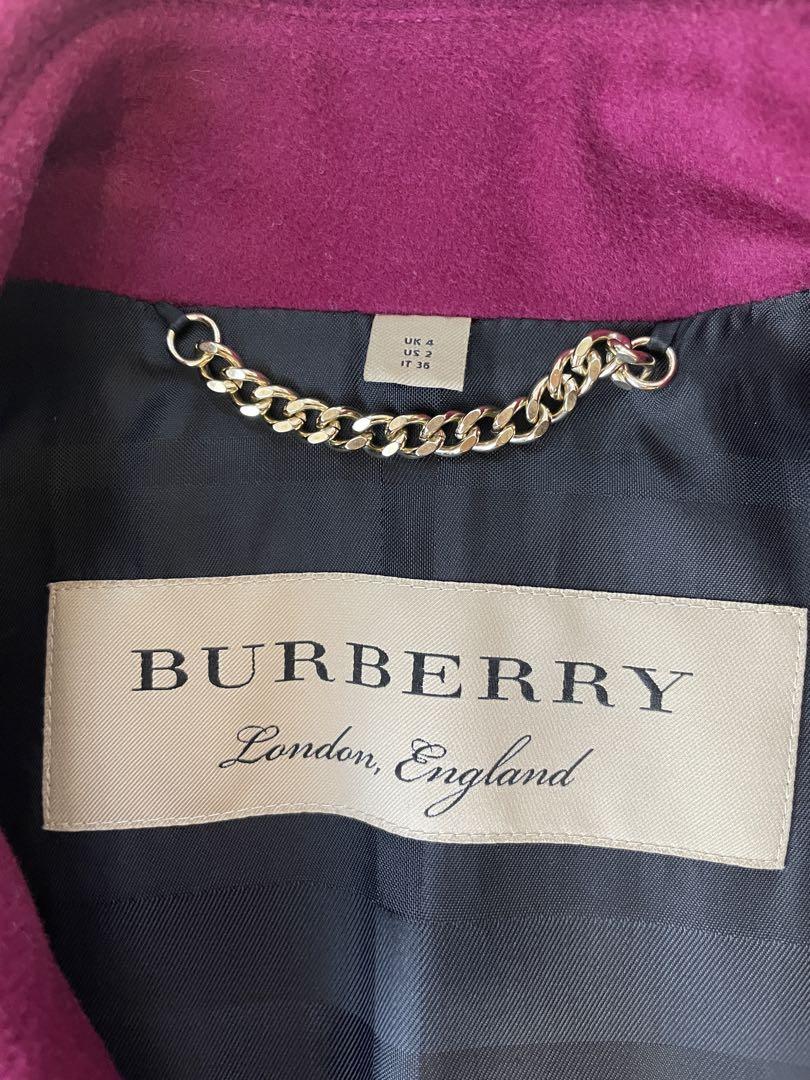 UK 4
US 2
IT 36
BURBERRY
London, England